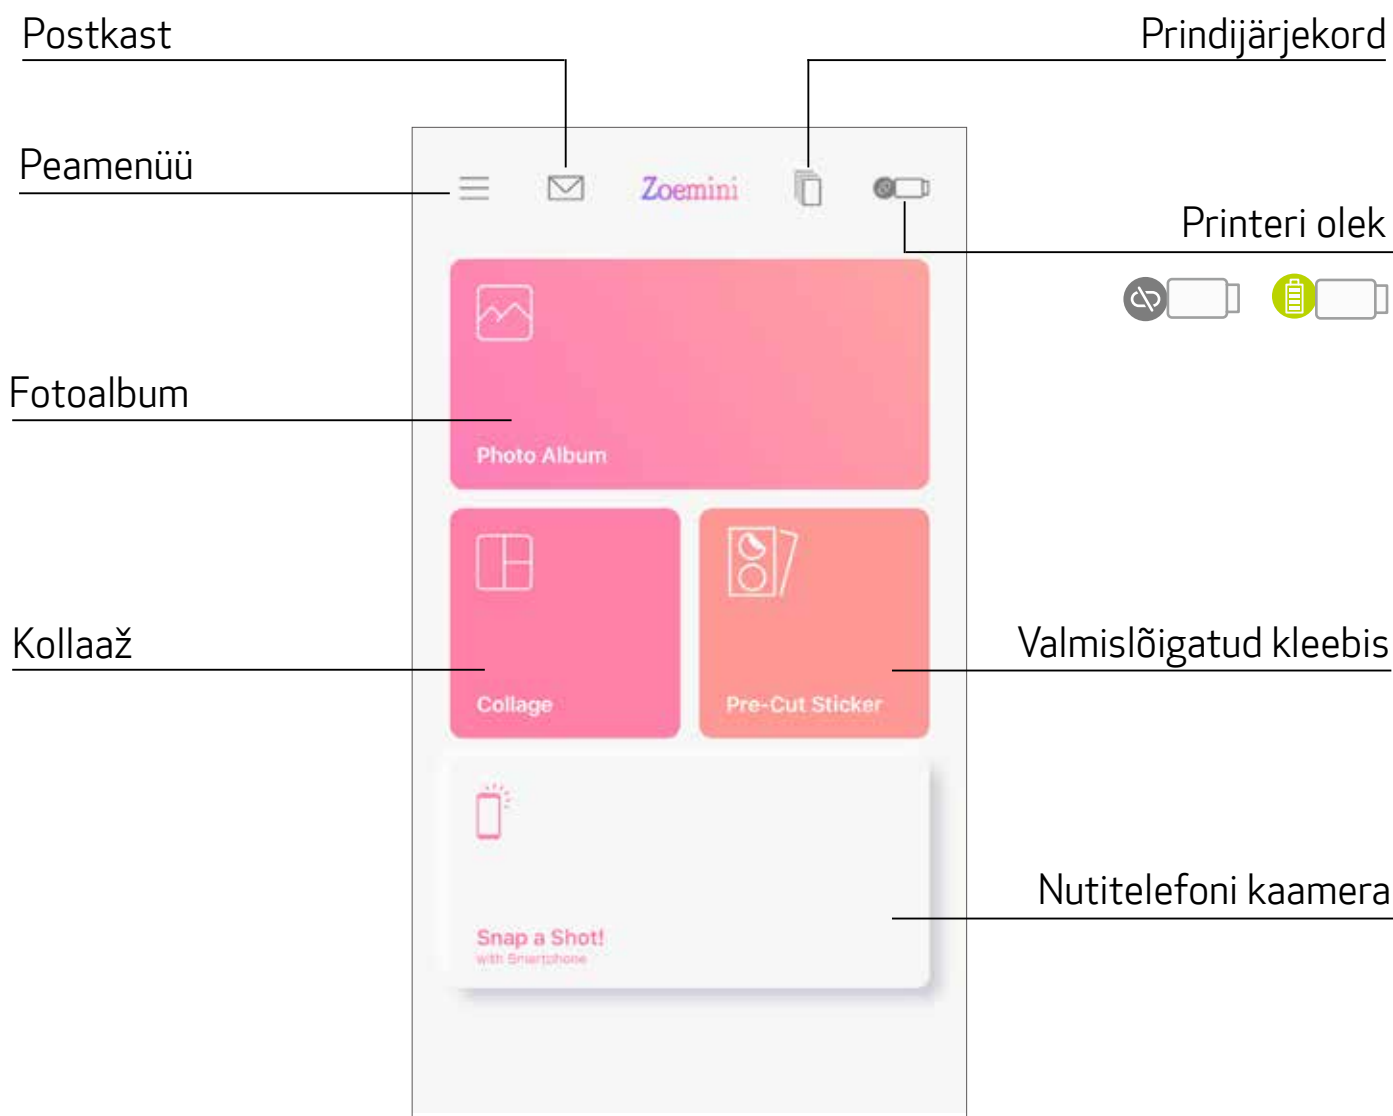 Postkast
Prindijärjekord
Peamenüü
Zoemini
Printeri olek
Fotoalbum
Photo Album
Kollaaž
Valmislõigatud kleebis
Collage
Pre-Cut Sticker
Nutitelefoni kaamera
Snap a Shot!
with Smartphone